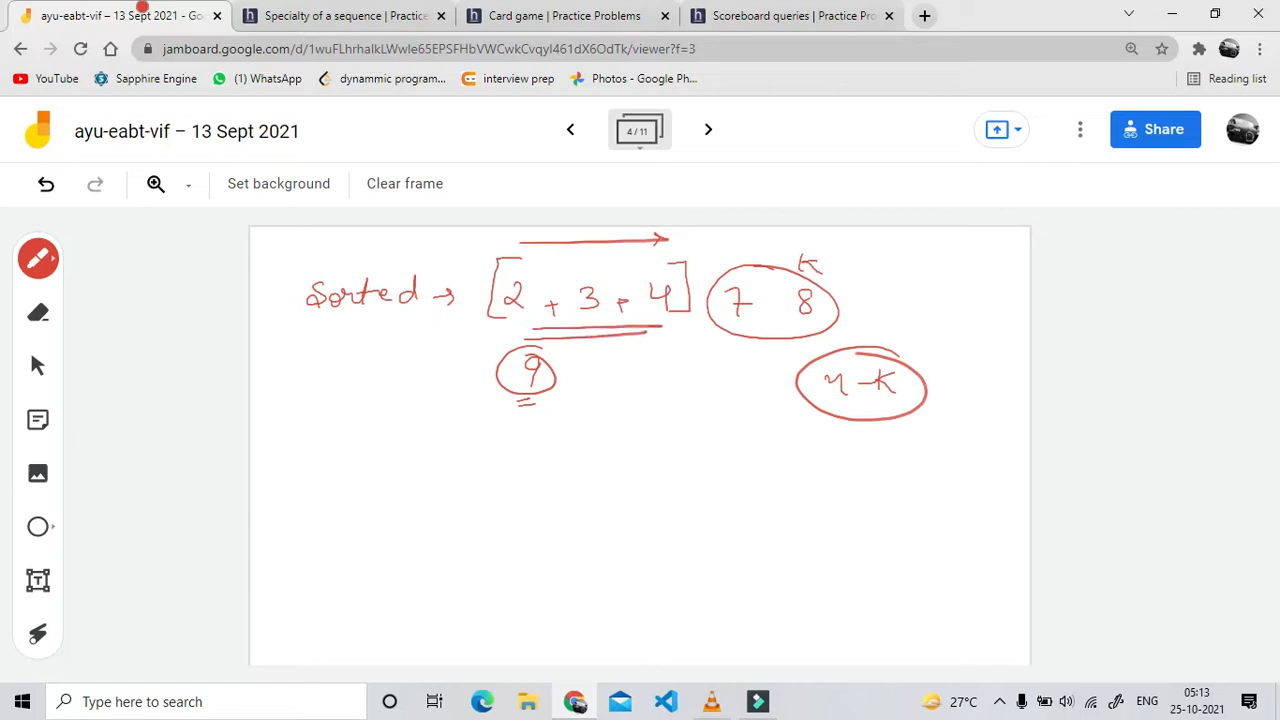 ayu-eabt-vif – 13 Sept 2021 - Go
Specialty of a sequence | Practice
Card game | Practice Problems
Scoreboard queries | Practice Pro
jamboard.google.com/d/1wuFLhrhalkLWwIe65EPSFHbVWCwkCvqyI461dX6OdTk/viewer?f=3
YouTube
Sapphire Engine
(1) WhatsApp
dynammic program...
interview prep
Photos - Google Ph...
Reading list
ayu-eabt-vif – 13 Sept 2021
4 / 11
Share
Set background
Clear frame
K
Sorted → [2 + 3 + 4] 7 8
9
n - K
Type here to search
27°C
ENG
05:13
25-10-2021